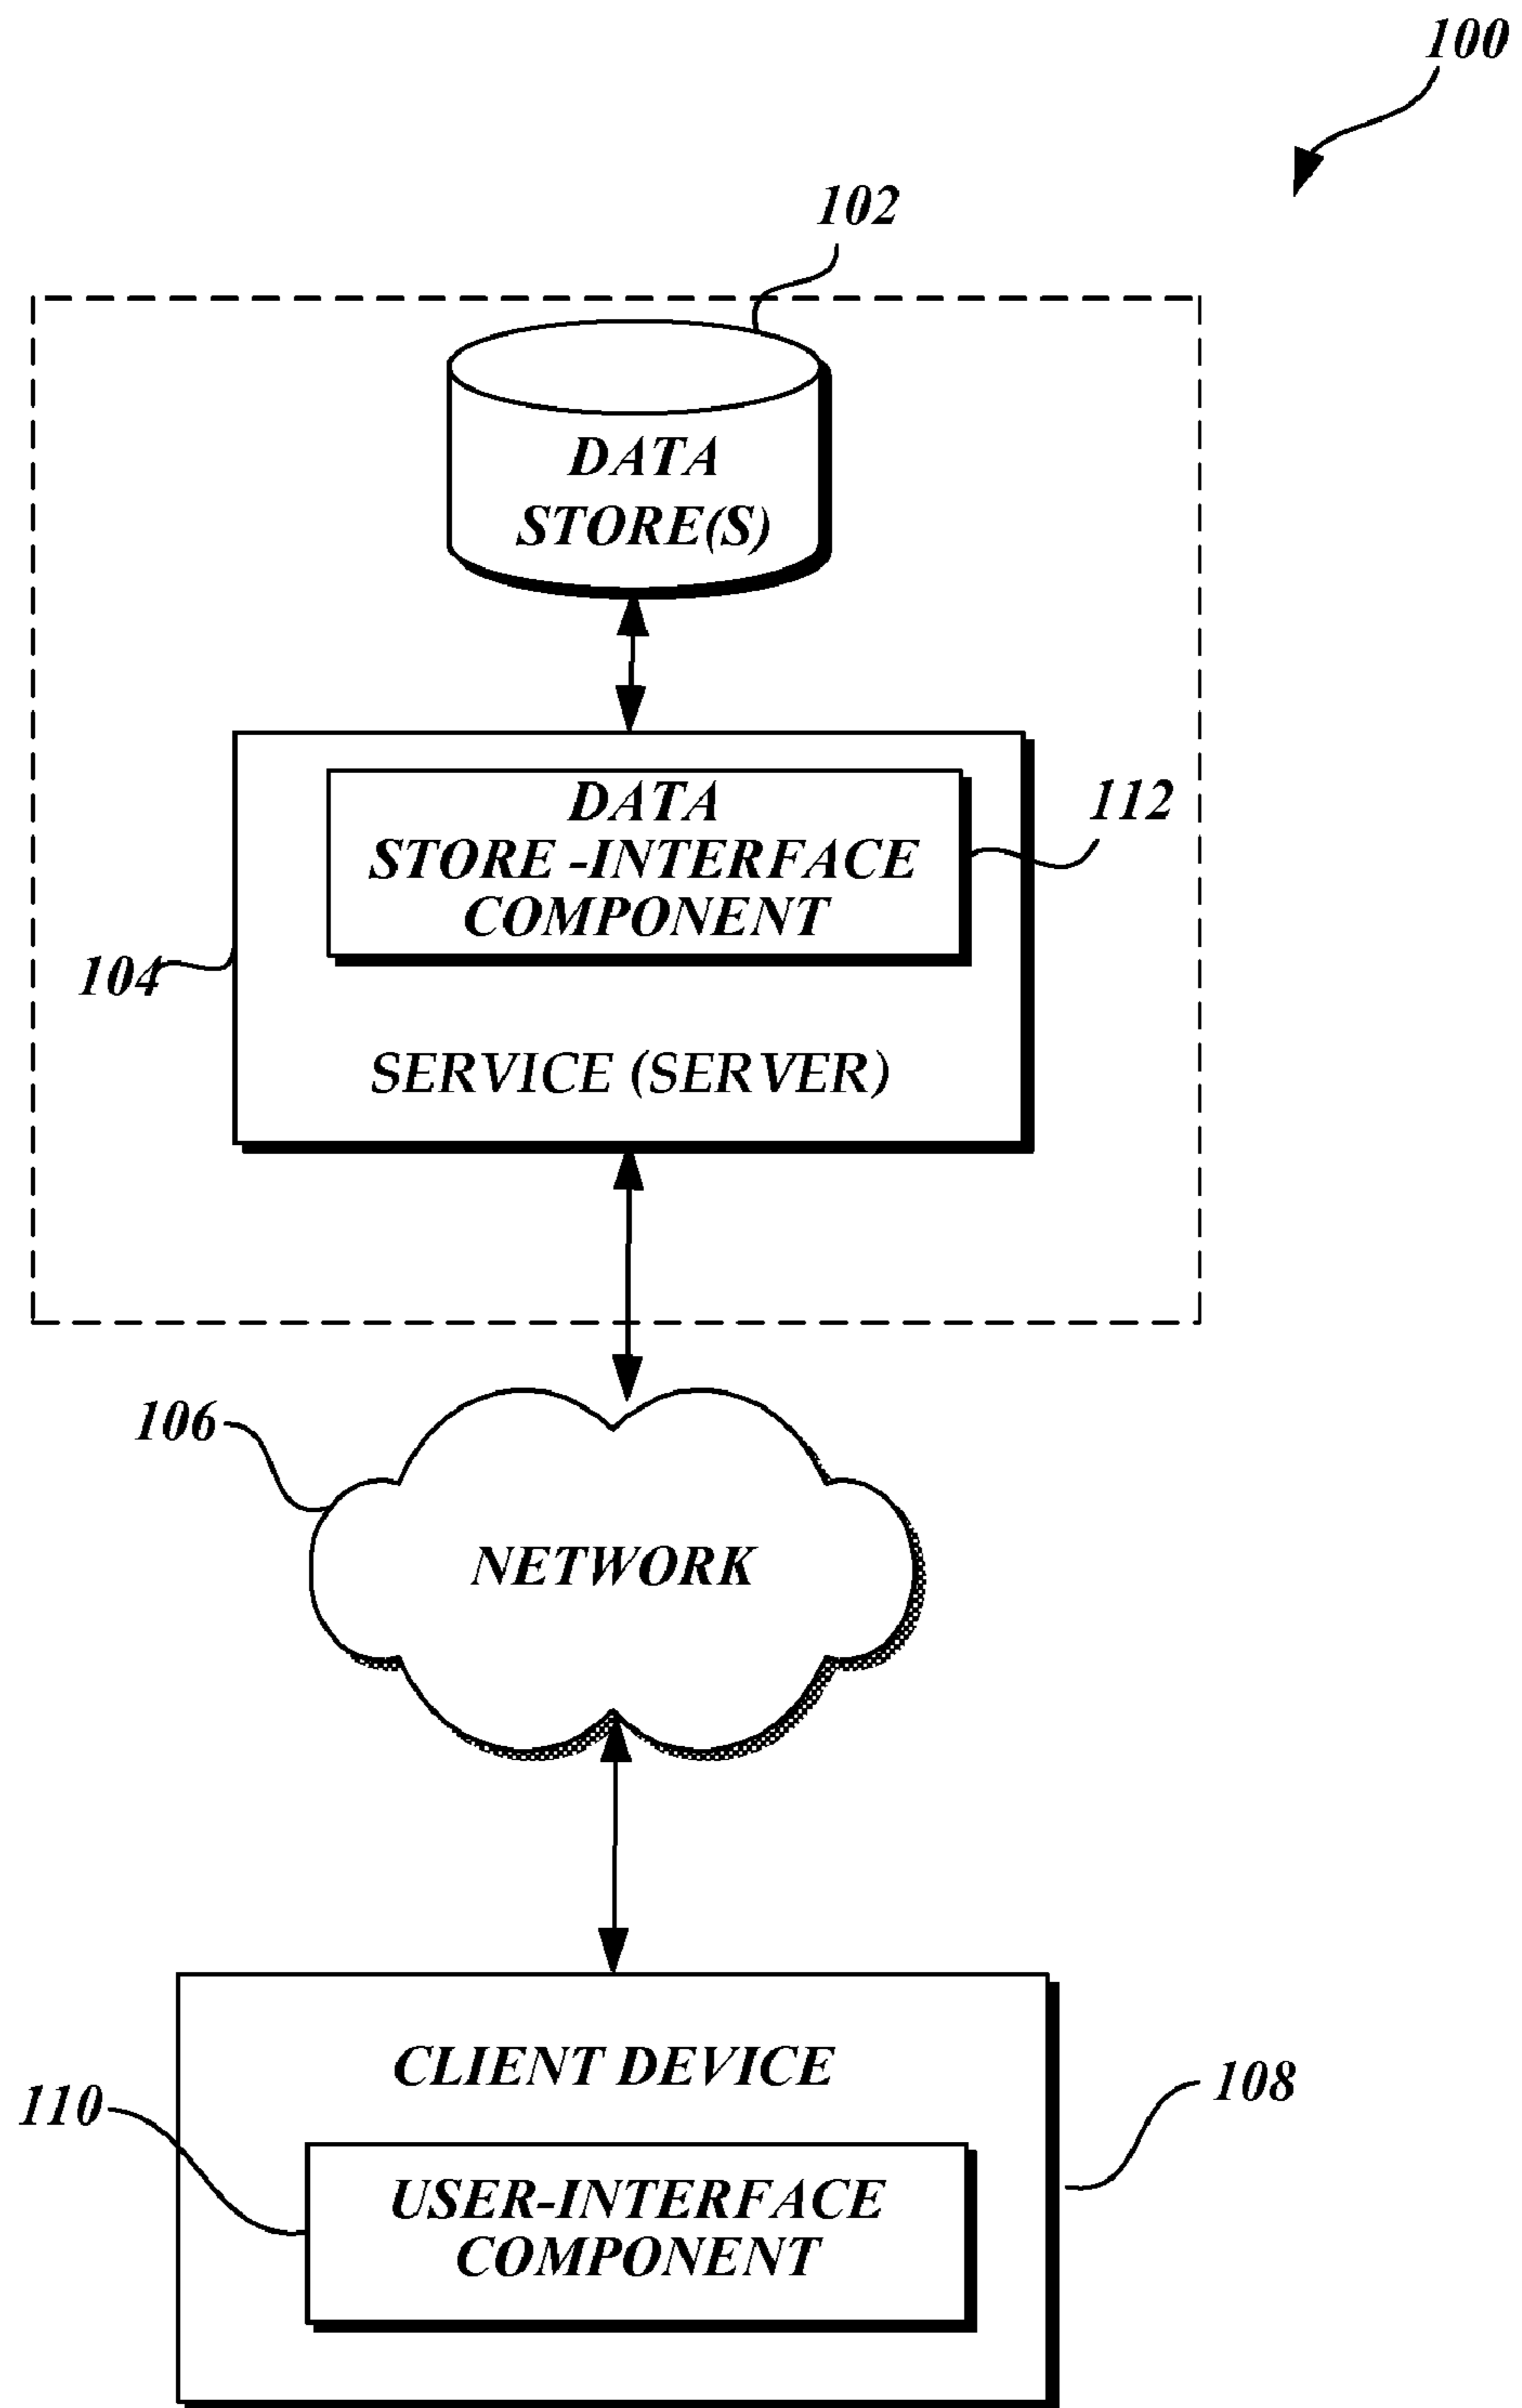 100
102
DATA
STORE(S)
DATA
STORE -INTERFACE
COMPONENT
112
104
SERVICE (SERVER)
106
NETWORK
CLIENT DEVICE
108
110
USER-INTERFACE
COMPONENT